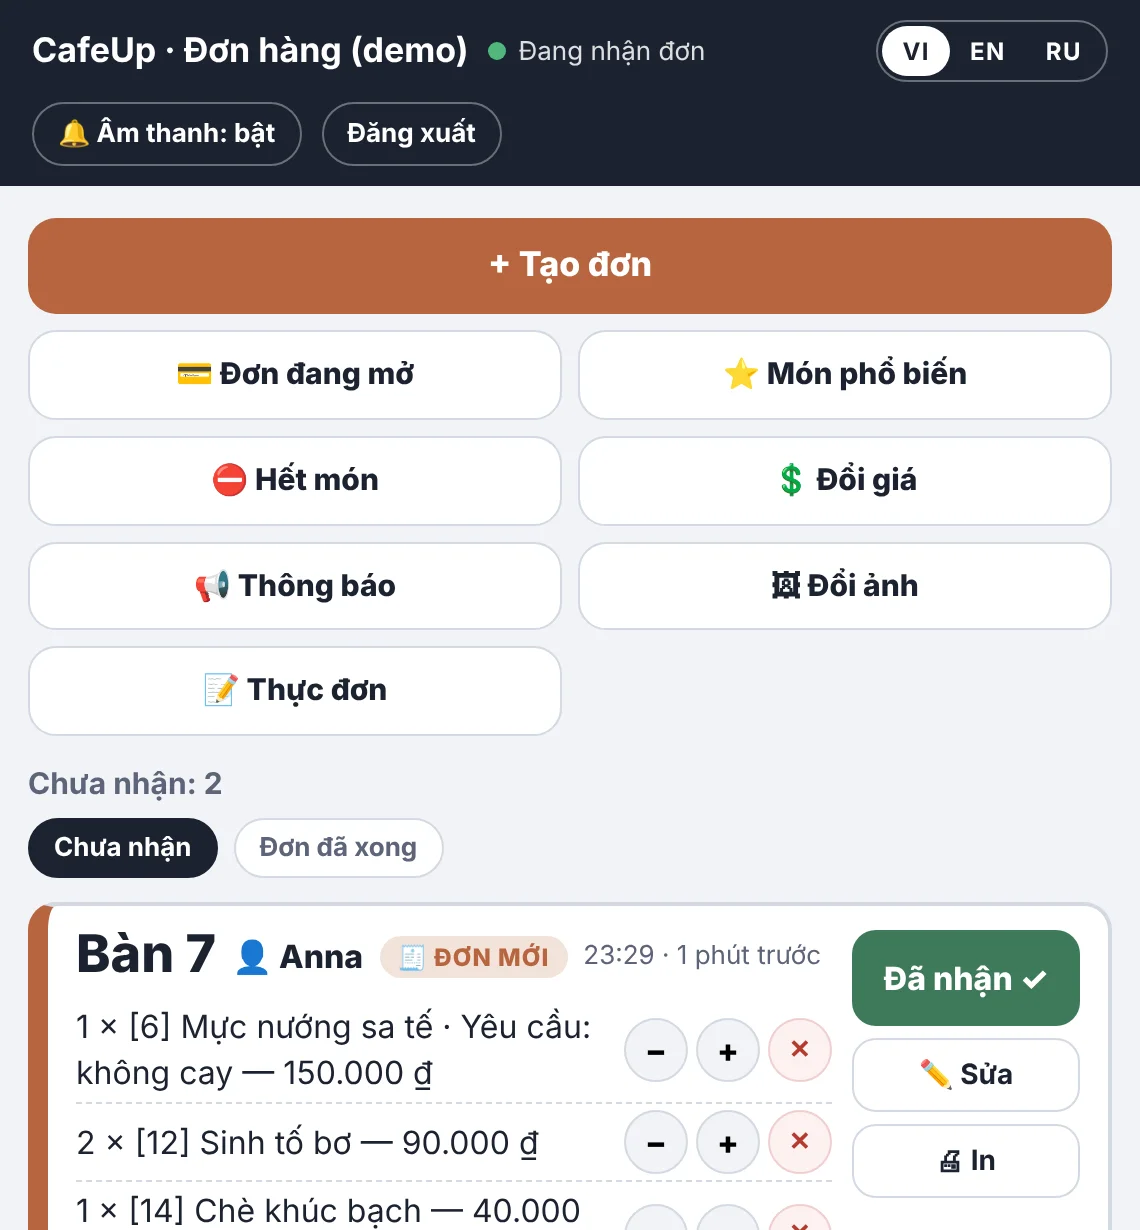 CafeUp · Đơn hàng (demo)
Đang nhận đơn
VI EN RU
🔔 Âm thanh: bật
Đăng xuất
+ Tạo đơn
💳 Đơn đang mở
⭐ Món phổ biến
⛔ Hết món
💲 Đổi giá
📢 Thông báo
🖼 Đổi ảnh
📝 Thực đơn
Chưa nhận: 2
Chưa nhận
Đơn đã xong
Bàn 7 👤 Anna 🧾 ĐƠN MỚI 23:29 · 1 phút trước
Đã nhận ✓
1 × [6] Mực nướng sa tế · Yêu cầu:
không cay — 150.000 ₫
− + ✕
✏️ Sửa
2 × [12] Sinh tố bơ — 90.000 ₫
− + ✕
🖨 In
1 × [14] Chè khúc bạch — 40.000